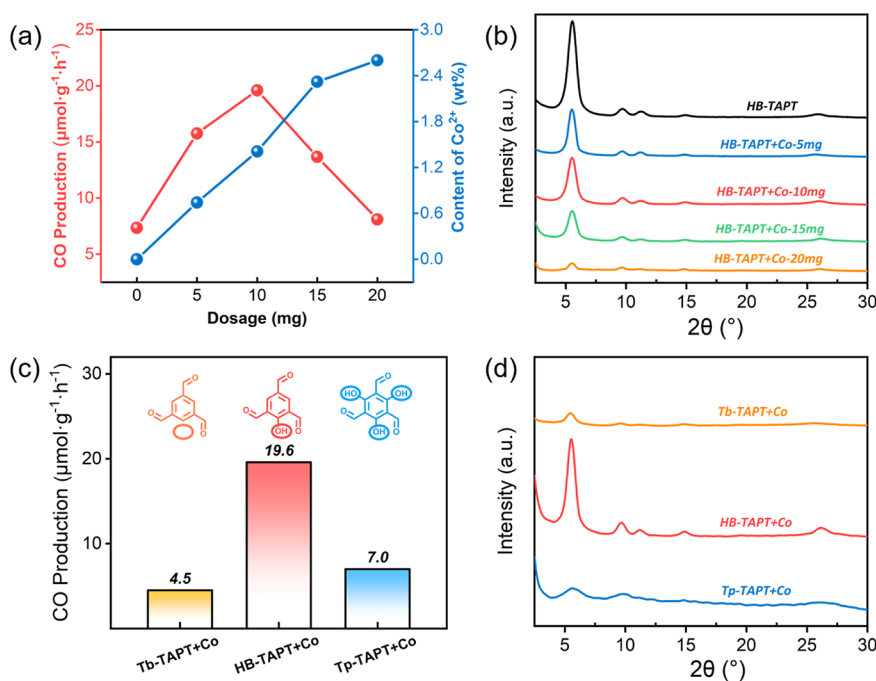 (a)
25
20
15
10
5
CO Production (μmol·g⁻¹·h⁻¹)
3.0
2.4
1.8
1.2
0.6
0.0
Content of Co²⁺ (wt%)
0 5 10 15 20
Dosage (mg)
(b)
Intensity (a.u.)
HB-TAPT
HB-TAPT+Co-5mg
HB-TAPT+Co-10mg
HB-TAPT+Co-15mg
HB-TAPT+Co-20mg
5 10 15 20 25 30
2θ (°)
(c)
30
20
10
CO Production (μmol·g⁻¹·h⁻¹)
O
O O
O
O O
OH
O
HO OH
O O
OH
4.5
19.6
7.0
Tb-TAPT+Co
HB-TAPT+Co
Tp-TAPT+Co
(d)
Intensity (a.u.)
Tb-TAPT+Co
HB-TAPT+Co
Tp-TAPT+Co
5 10 15 20 25 30
2θ (°)